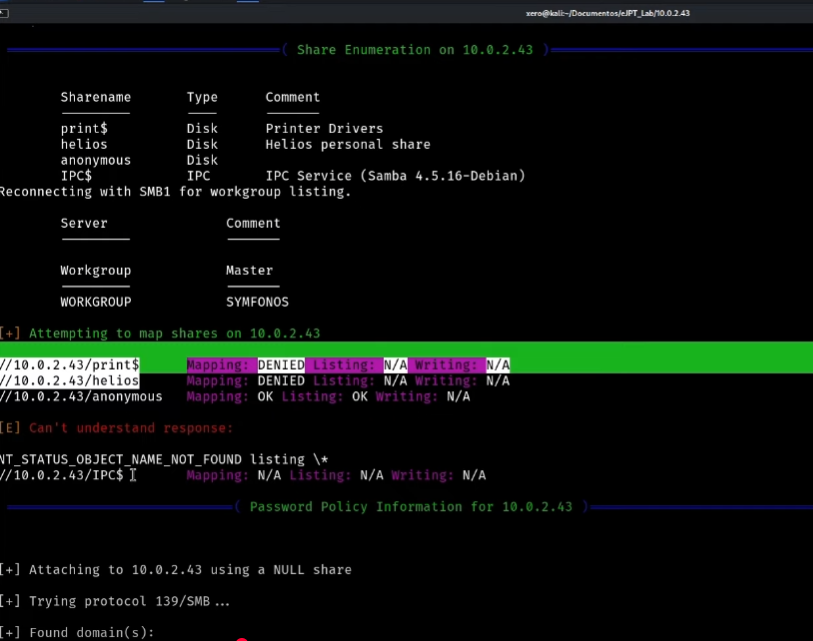 xero@kali:~/Documentos/eJPT_Lab/10.0.2.43
( Share Enumeration on 10.0.2.43 )
Sharename Type Comment
print$ Disk Printer Drivers
helios Disk Helios personal share
anonymous Disk
IPC$ IPC IPC Service (Samba 4.5.16-Debian)
Reconnecting with SMB1 for workgroup listing.
Server Comment
Workgroup Master
WORKGROUP SYMFONOS
[+] Attempting to map shares on 10.0.2.43
//10.0.2.43/print$ Mapping: DENIED Listing: N/A Writing: N/A
//10.0.2.43/helios Mapping: DENIED Listing: N/A Writing: N/A
//10.0.2.43/anonymous Mapping: OK Listing: OK Writing: N/A
[E] Can't understand response:
NT_STATUS_OBJECT_NAME_NOT_FOUND listing \*
//10.0.2.43/IPC$ Mapping: N/A Listing: N/A Writing: N/A
( Password Policy Information for 10.0.2.43 )
[+] Attaching to 10.0.2.43 using a NULL share
[+] Trying protocol 139/SMB...
[+] Found domain(s):